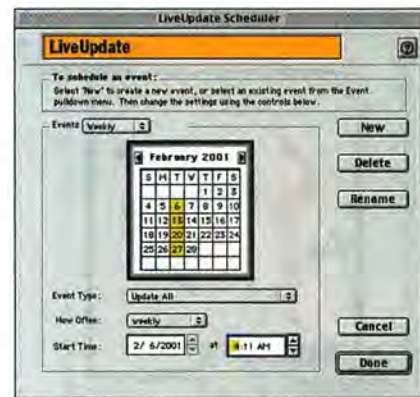 LiveUpdate Scheduler
LiveUpdate
?
To schedule an event:
Select 'New' to create a new event, or select an existing event from the Event
pulldown menu. Then change the settings using the controls below.
Events Weekly
New
February 2001
S M T W T F S
1 2 3
4 5 6 7 8 9 10
11 12 13 14 15 16 17
18 19 20 21 22 23 24
25 26 27 28
Delete
Rename
Event Type: Update All
How Often: weekly
Start Time: 2/ 6/2001 at 4:11 AM
Cancel
Done